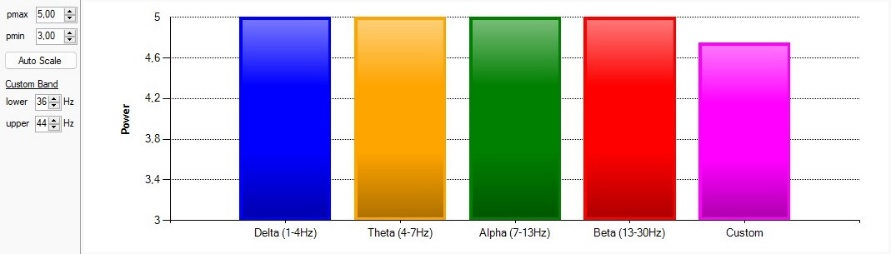 pmax 5,00
pmin 3,00
Auto Scale
Custom Band
lower 36 Hz
upper 44 Hz
Power
5
4.6
4.2
3.8
3.4
3
Delta (1-4Hz) Theta (4-7Hz) Alpha (7-13Hz) Beta (13-30Hz) Custom